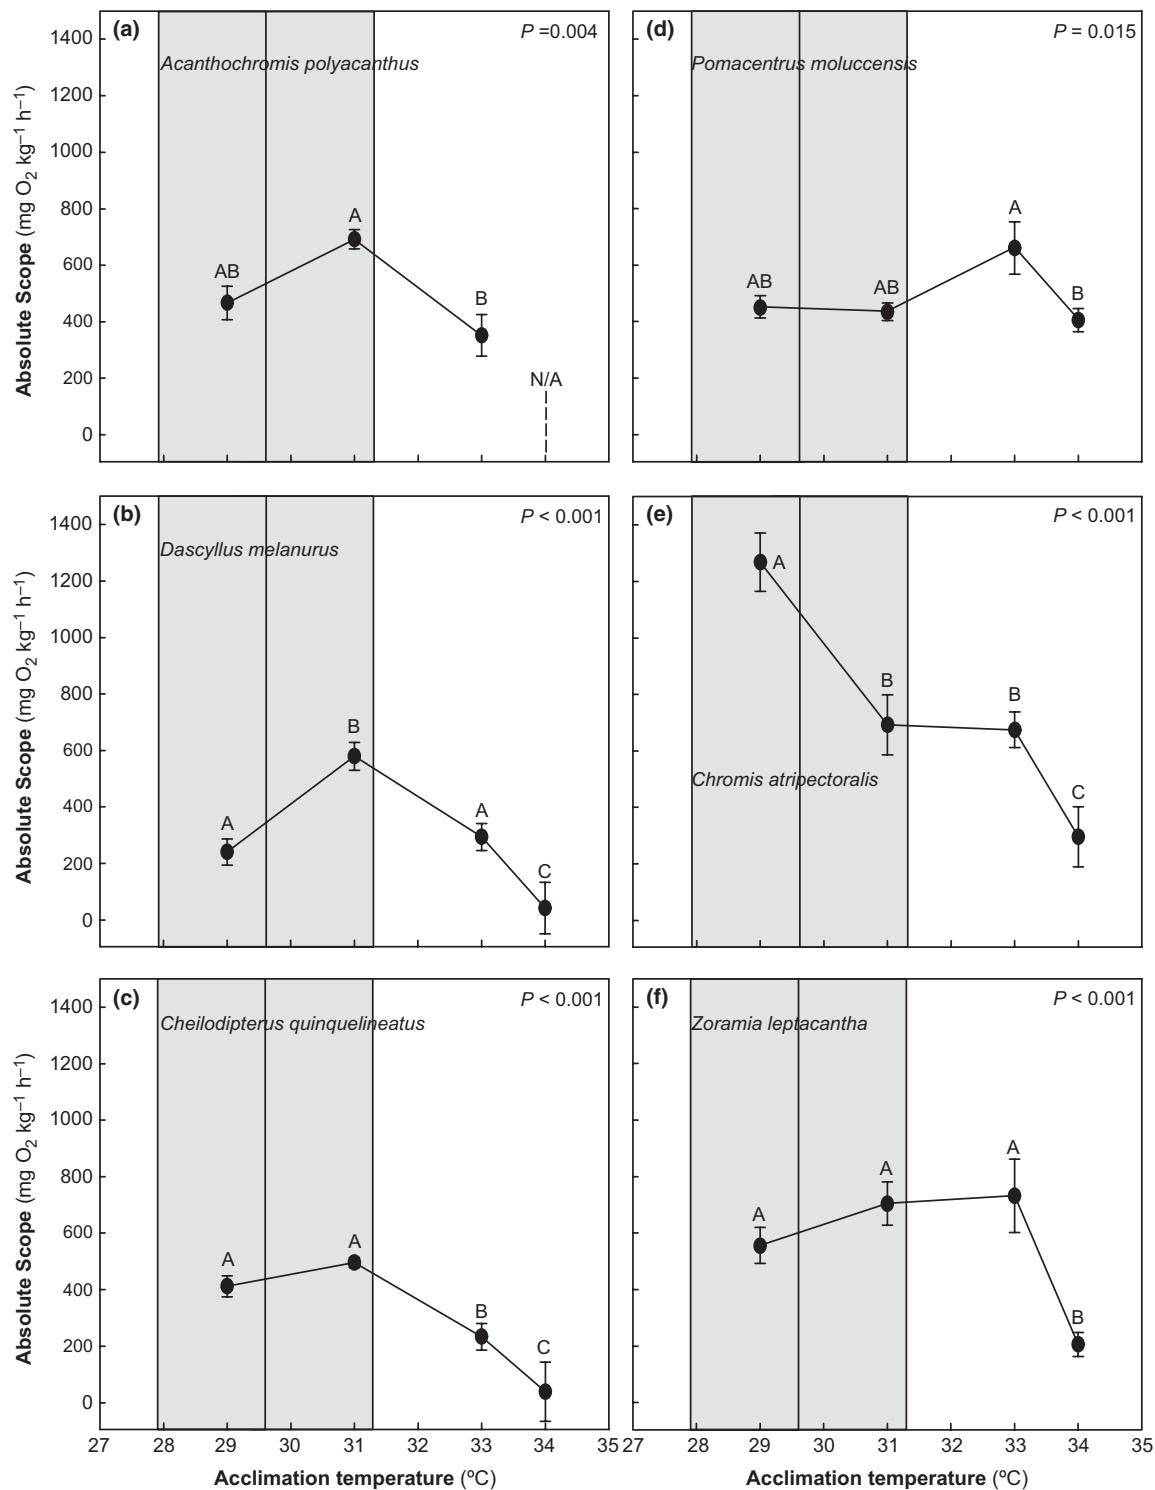 (a)
P =0.004
Acanthochromis polyacanthus
1400
1200
1000
800
600
400
200
0
Absolute Scope (mg O₂ kg⁻¹ h⁻¹)
AB
A
B
N/A
(d)
P = 0.015
Pomacentrus moluccensis
AB
AB
A
B
(b)
P < 0.001
Dascyllus melanurus
1400
1200
1000
800
600
400
200
0
Absolute Scope (mg O₂ kg⁻¹ h⁻¹)
A
B
A
C
(e)
P < 0.001
Chromis atripectoralis
A
B
B
C
(c)
P < 0.001
Cheilodipterus quinquelineatus
1400
1200
1000
800
600
400
200
0
Absolute Scope (mg O₂ kg⁻¹ h⁻¹)
A
A
B
C
27 28 29 30 31 32 33 34 35
Acclimation temperature (ºC)
(f)
P < 0.001
Zoramia leptacantha
A
A
A
B
27 28 29 30 31 32 33 34 35
Acclimation temperature (ºC)